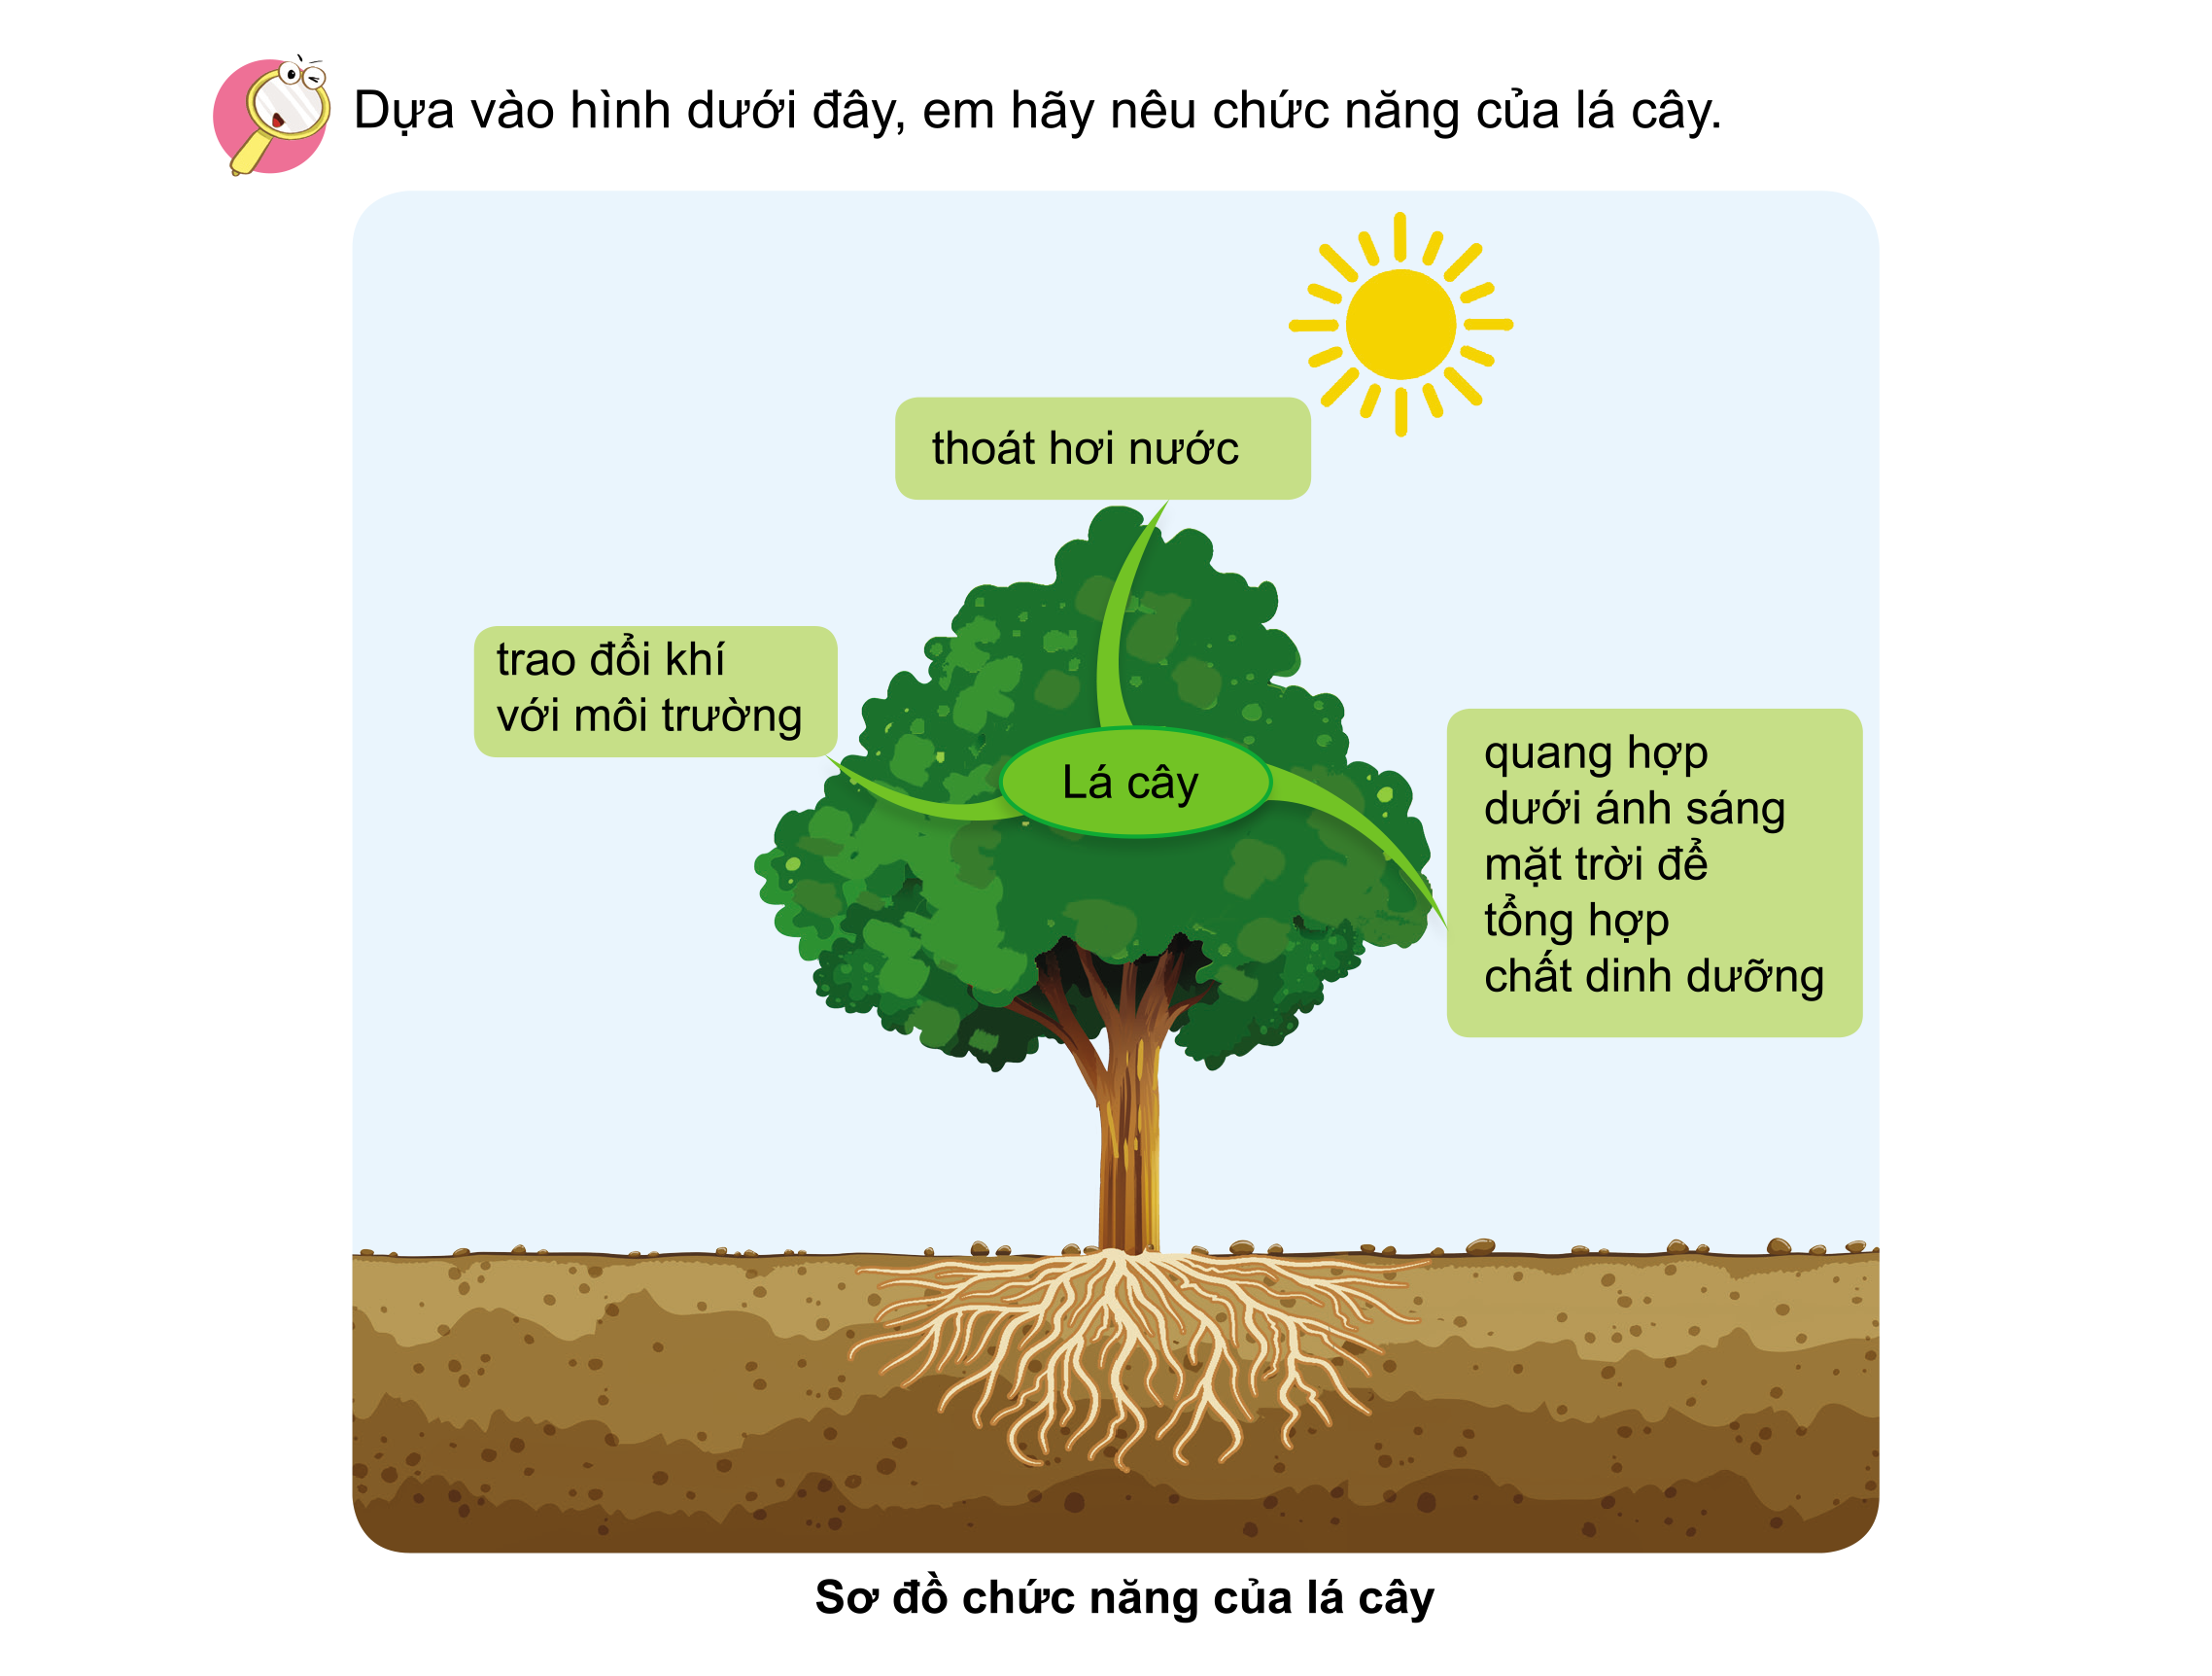 Dựa vào hình dưới đây, em hãy nêu chức năng của lá cây.
thoát hơi nước
trao đổi khí
với môi trường
Lá cây
quang hợp
dưới ánh sáng
mặt trời để
tổng hợp
chất dinh dưỡng
Sơ đồ chức năng của lá cây